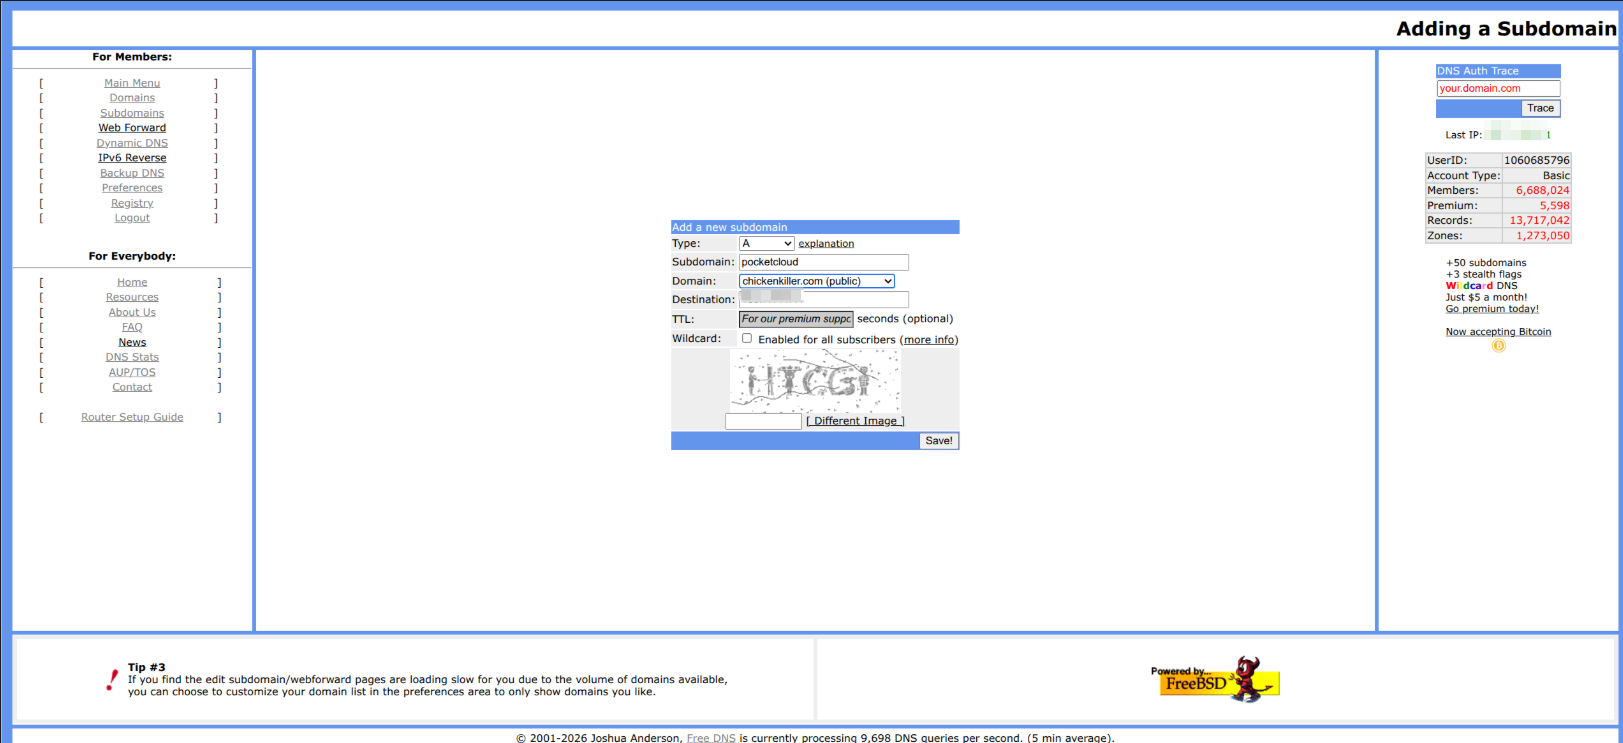 Adding a Subdomain
For Members:
[ Main Menu ]
[ Domains ]
[ Subdomains ]
[ Web Forward ]
[ Dynamic DNS ]
[ IPv6 Reverse ]
[ Backup DNS ]
[ Preferences ]
[ Registry ]
[ Logout ]
For Everybody:
[ Home ]
[ Resources ]
[ About Us ]
[ FAQ ]
[ News ]
[ DNS Stats ]
[ AUP/TOS ]
[ Contact ]
[ Router Setup Guide ]
Add a new subdomain
Type: A explanation
Subdomain: pocketcloud
Domain: chickenkiller.com (public)
Destination:
TTL: For our premium suppc seconds (optional)
Wildcard: Enabled for all subscribers (more info)
[ Different Image ]
Save!
DNS Auth Trace
your.domain.com
Trace
Last IP: 1
UserID: 1060685796
Account Type: Basic
Members: 6,688,024
Premium: 5,598
Records: 13,717,042
Zones: 1,273,050
+50 subdomains
+3 stealth flags
Wildcard DNS
Just $5 a month!
Go premium today!
Now accepting Bitcoin
Tip #3
If you find the edit subdomain/webforward pages are loading slow for you due to the volume of domains available,
you can choose to customize your domain list in the preferences area to only show domains you like.
Powered by...
FreeBSD
© 2001-2026 Joshua Anderson, Free DNS is currently processing 9,698 DNS queries per second. (5 min average).